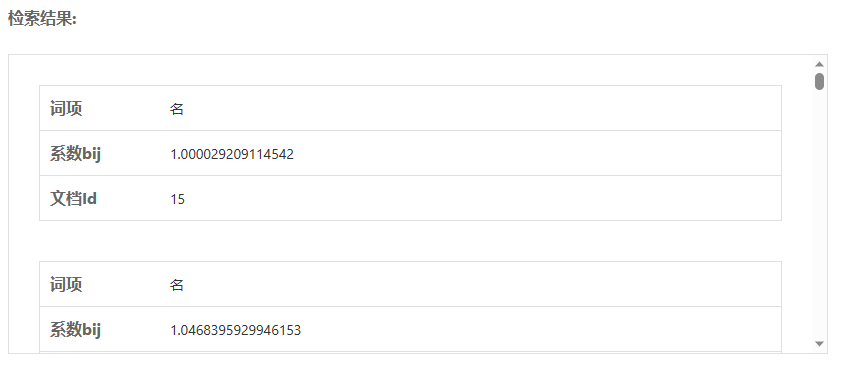 检索结果:
词项 名
系数bij 1.000029209114542
文档Id 15
词项 名
系数bij 1.0468395929946153